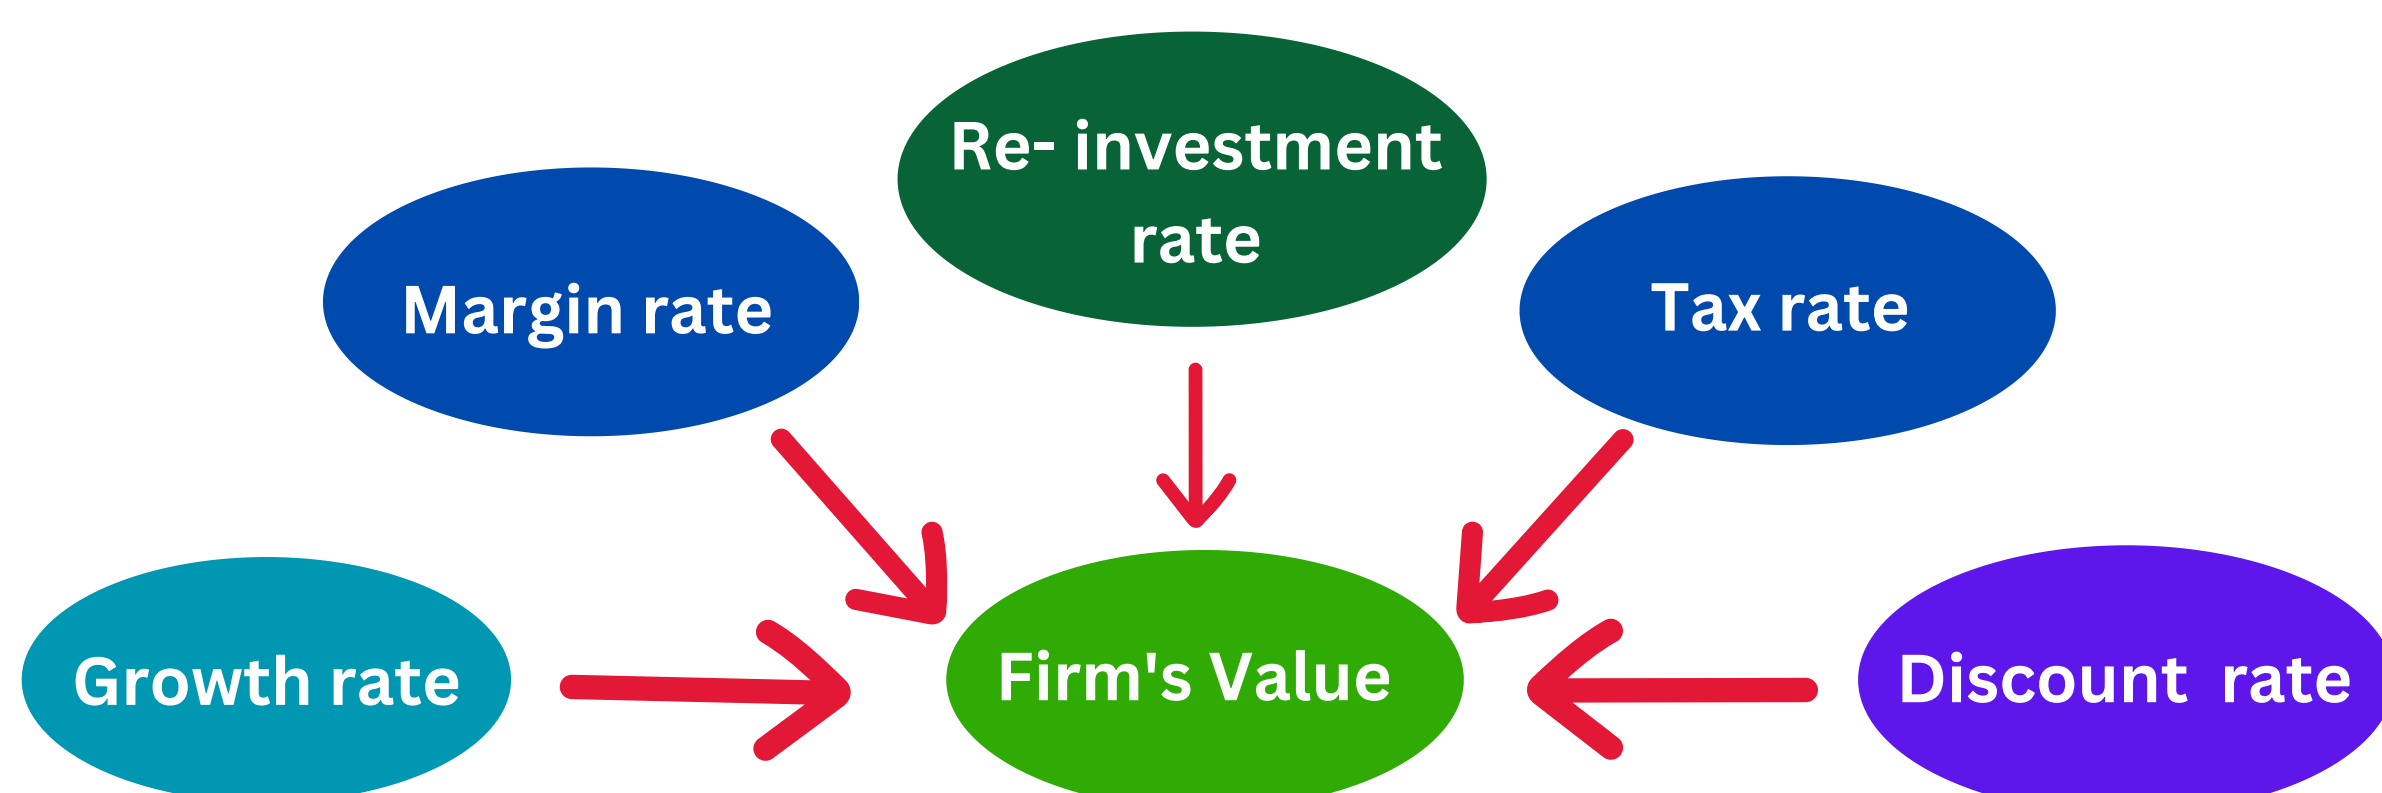 Re- investment
rate
Margin rate
Tax rate
Growth rate
Firm's Value
Discount  rate